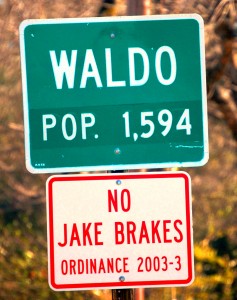 WALDO
POP. 1,594
NO
JAKE BRAKES
ORDINANCE 2003-3